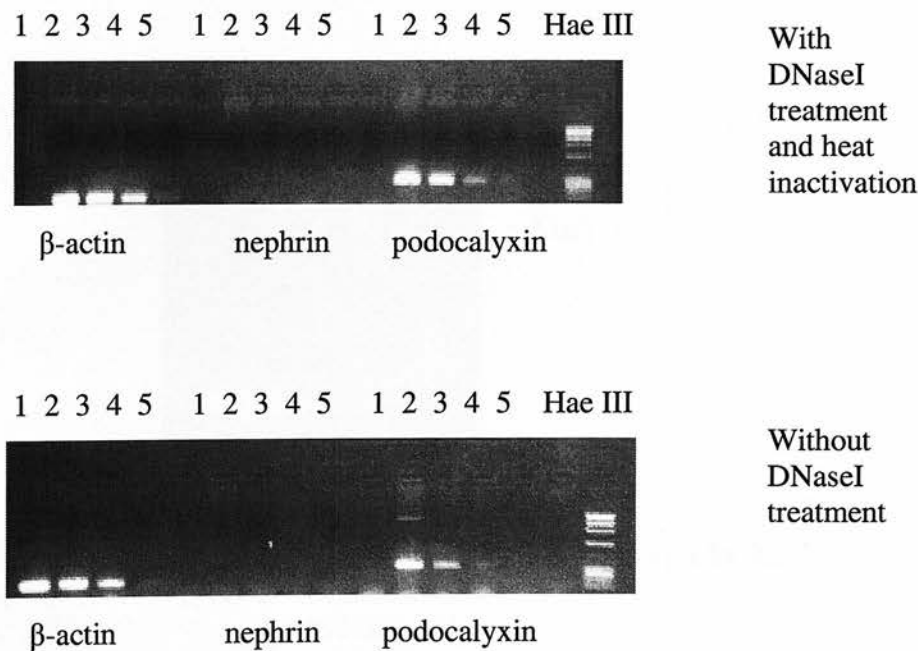 1 2 3 4 5 1 2 3 4 5 1 2 3 4 5 Hae III
With
DNaseI
treatment
and heat
inactivation
β-actin nephrin podocalyxin
1 2 3 4 5 1 2 3 4 5 1 2 3 4 5 Hae III
Without
DNaseI
treatment
β-actin nephrin podocalyxin